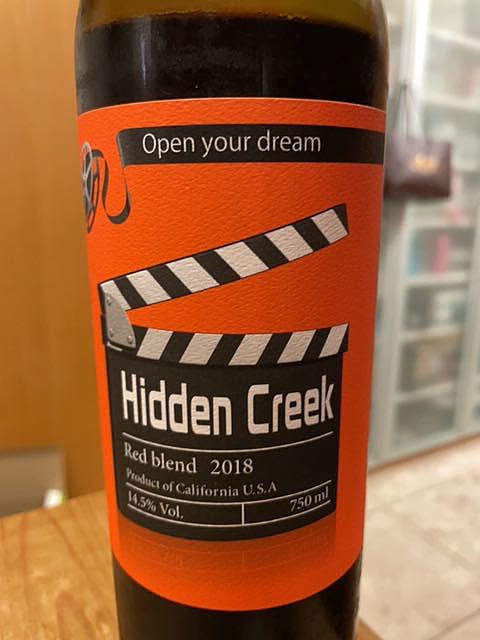 Open your dream
Hidden Creek
Red blend 2018
Product of California U.S.A
14.5% Vol. 750 ml